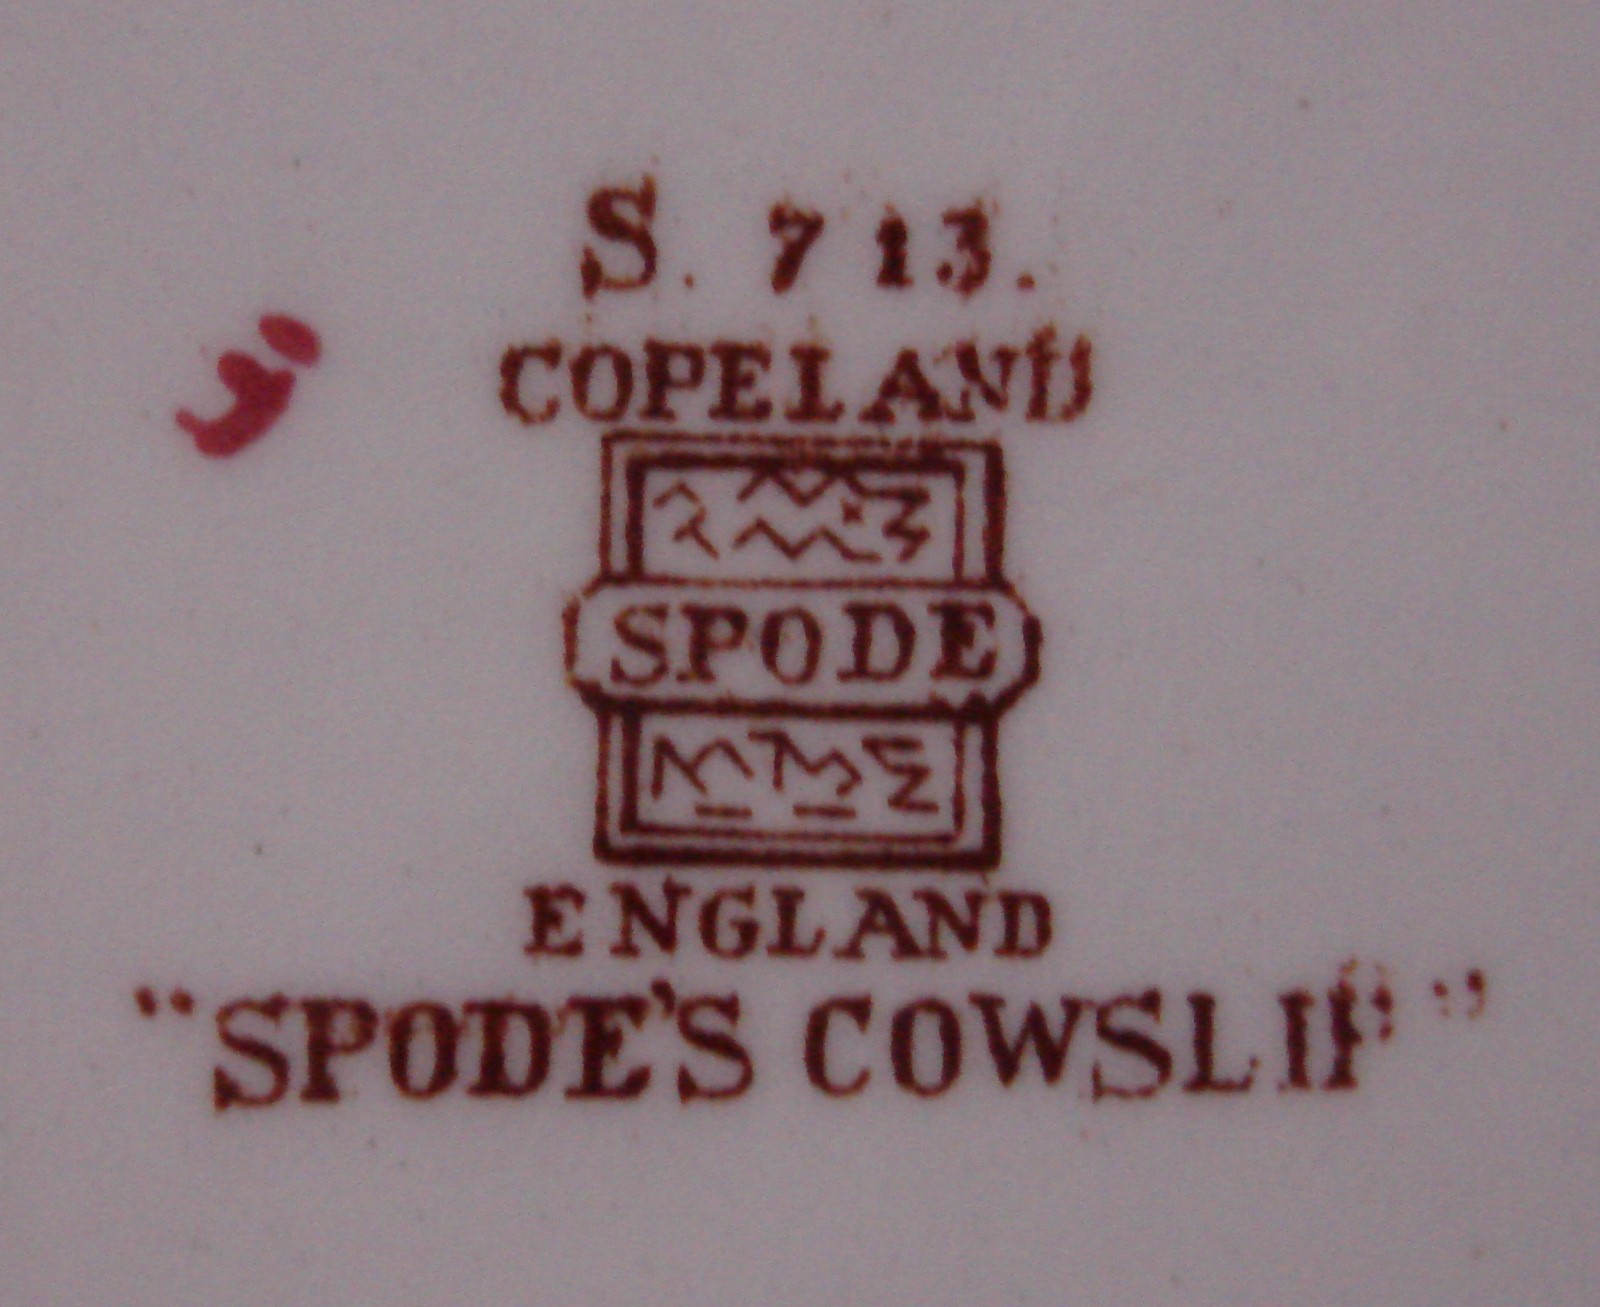 S. 713.
COPELAND
SPODE
ENGLAND
"SPODE'S COWSLIP"